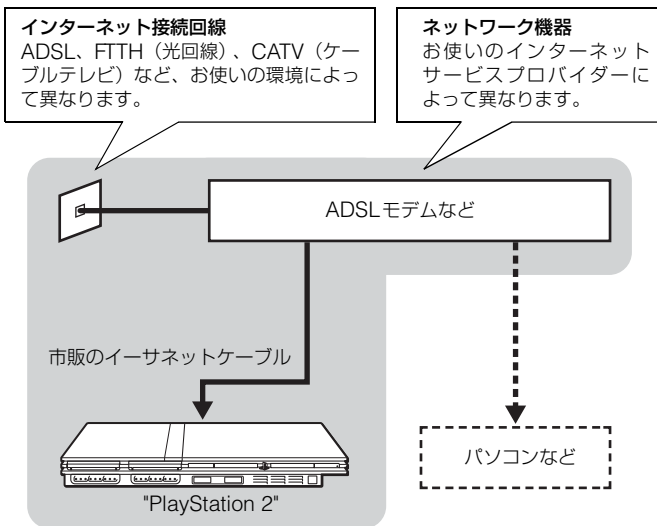 インターネット接続回線
ADSL、FTTH（光回線）、CATV（ケー
ブルテレビ）など、お使いの環境によっ
て異なります。
ネットワーク機器
お使いのインターネット
サービスプロバイダーに
よって異なります。
ADSLモデムなど
市販のイーサネットケーブル
パソコンなど
"PlayStation 2"